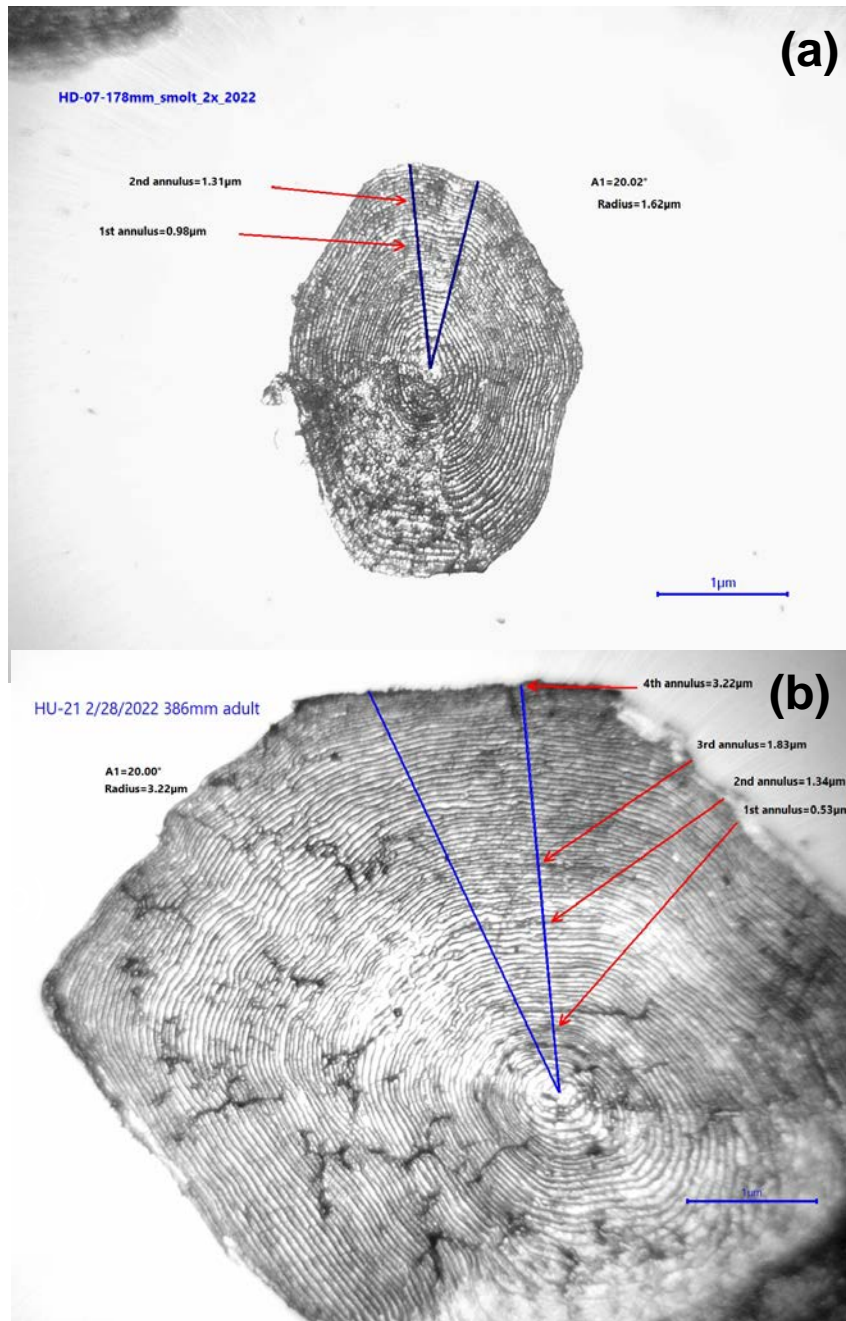 (a)
HD-07-178mm_smolt_2x_2022
2nd annulus=1.31µm
A1=20.02°
Radius=1.62µm
1st annulus=0.98µm
1µm
(b)
4th annulus=3.22µm
HU-21 2/28/2022 386mm adult
3rd annulus=1.83µm
A1=20.00°
Radius=3.22µm
2nd annulus=1.34µm
1st annulus=0.53µm
1µm